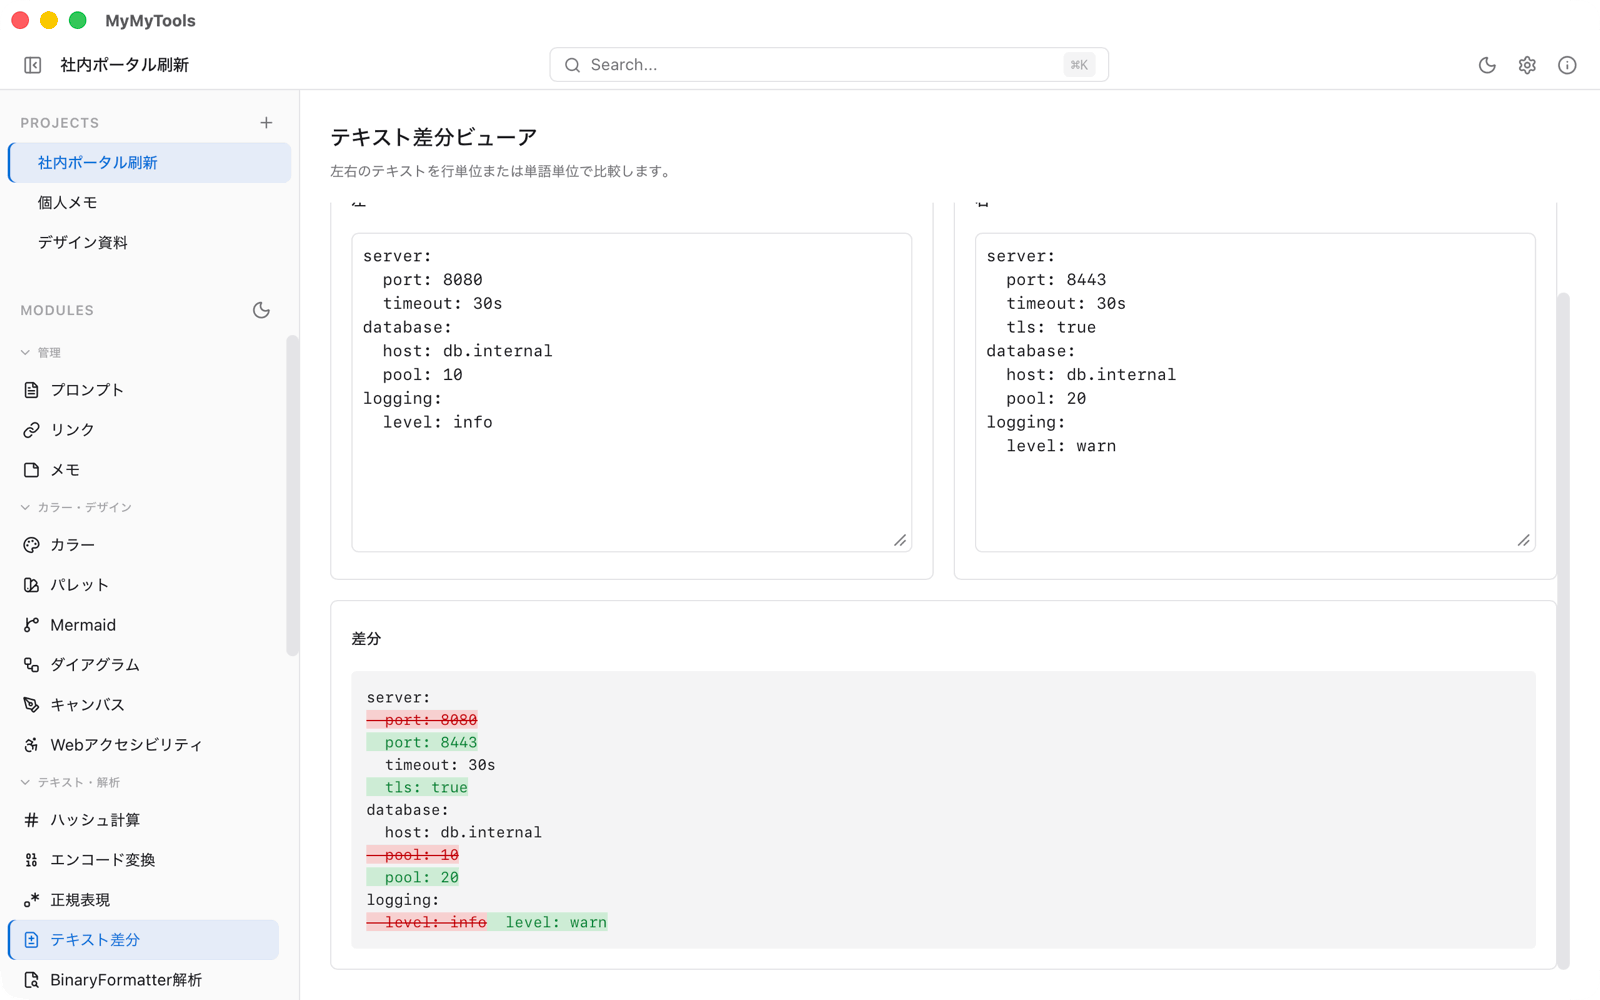 MyMyTools
社内ポータル刷新
Search...
⌘K
PROJECTS
社内ポータル刷新
個人メモ
デザイン資料
MODULES
管理
プロンプト
リンク
メモ
カラー・デザイン
カラー
パレット
Mermaid
ダイアグラム
キャンバス
Webアクセシビリティ
テキスト・解析
ハッシュ計算
エンコード変換
正規表現
テキスト差分
BinaryFormatter解析
テキスト差分ビューア
左右のテキストを行単位または単語単位で比較します。
server:
  port: 8080
  timeout: 30s
database:
  host: db.internal
  pool: 10
logging:
  level: info
server:
  port: 8443
  timeout: 30s
  tls: true
database:
  host: db.internal
  pool: 20
logging:
  level: warn
差分
server:
  port: 8080
  port: 8443
  timeout: 30s
  tls: true
database:
  host: db.internal
  pool: 10
  pool: 20
logging:
  level: info  level: warn